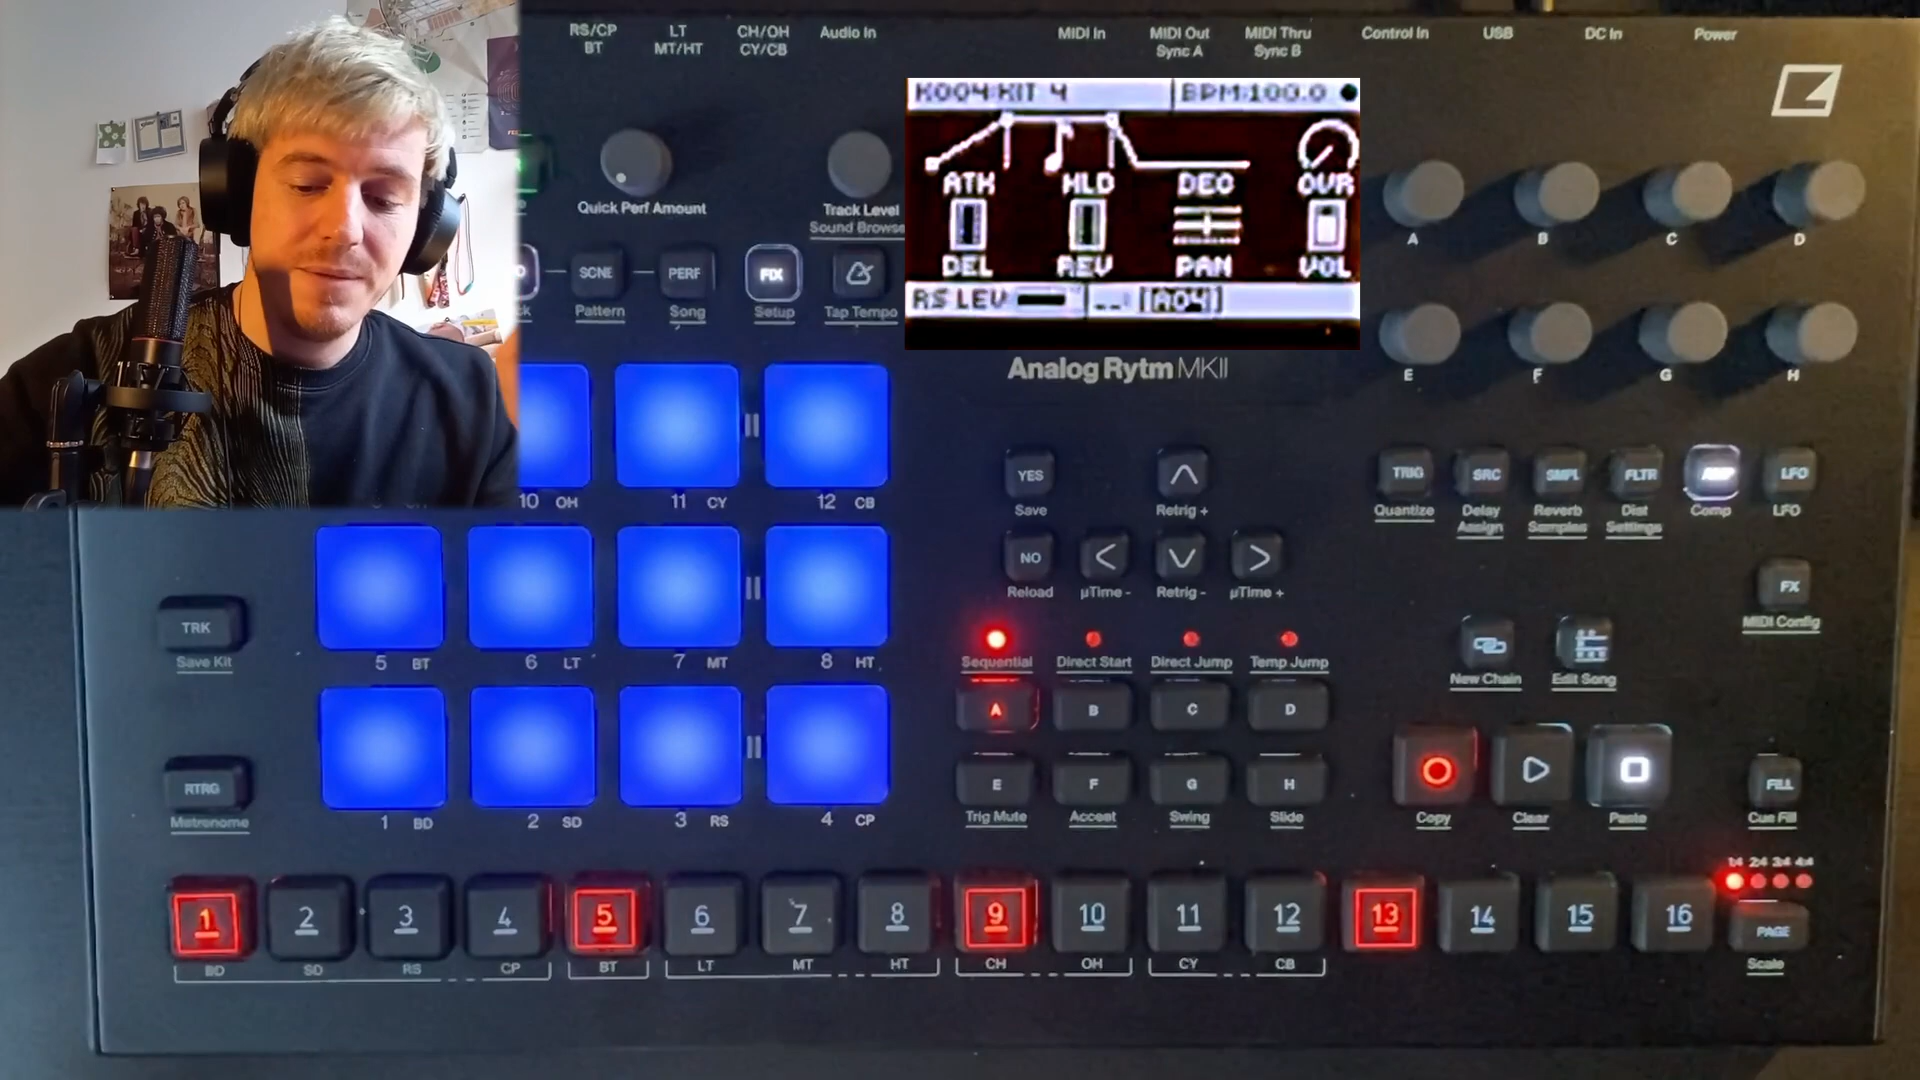 RS/CP
BT
LT
MT/HT
CH/OH
CY/CB
Audio In
MIDI In
MIDI Out
Sync A
MIDI Thru
Sync B
Control In
USB
DC In
Power
K004:KIT 4
BPM:100.0
ATK HLD DEC OVR
DEL REV PAN VOL
RS LEV
[A04]
Quick Perf Amount
Track Level
Sound Browse
A B C D
E F G H
SCNE
Pattern
PERF
Song
FIX
Setup
Tap Tempo
Analog Rytm MKII
10 OH
11 CY
12 CB
YES
Save
Retrig +
NO
Reload
µTime -
Retrig -
µTime +
TRIG
Quantize
SRC
Delay
Assign
SMPL
Reverb
Samples
FLTR
Dist
Settings
AMP
Comp
LFO
LFO
FX
MIDI Config
TRK
Save Kit
5 BT
6 LT
7 MT
8 HT
Sequential
Direct Start
Direct Jump
Temp Jump
A B C D
New Chain
Edit Song
RTRG
Metronome
1 BD
2 SD
3 RS
4 CP
E F G H
Trig Mute
Accent
Swing
Slide
Copy
Clear
Paste
FILL
Cue Fill
1:4 2:4 3:4 4:4
1 2 3 4 5 6 7 8 9 10 11 12 13 14 15 16
PAGE
Scale
BD SD RS CP BT LT MT HT CH OH CY CB